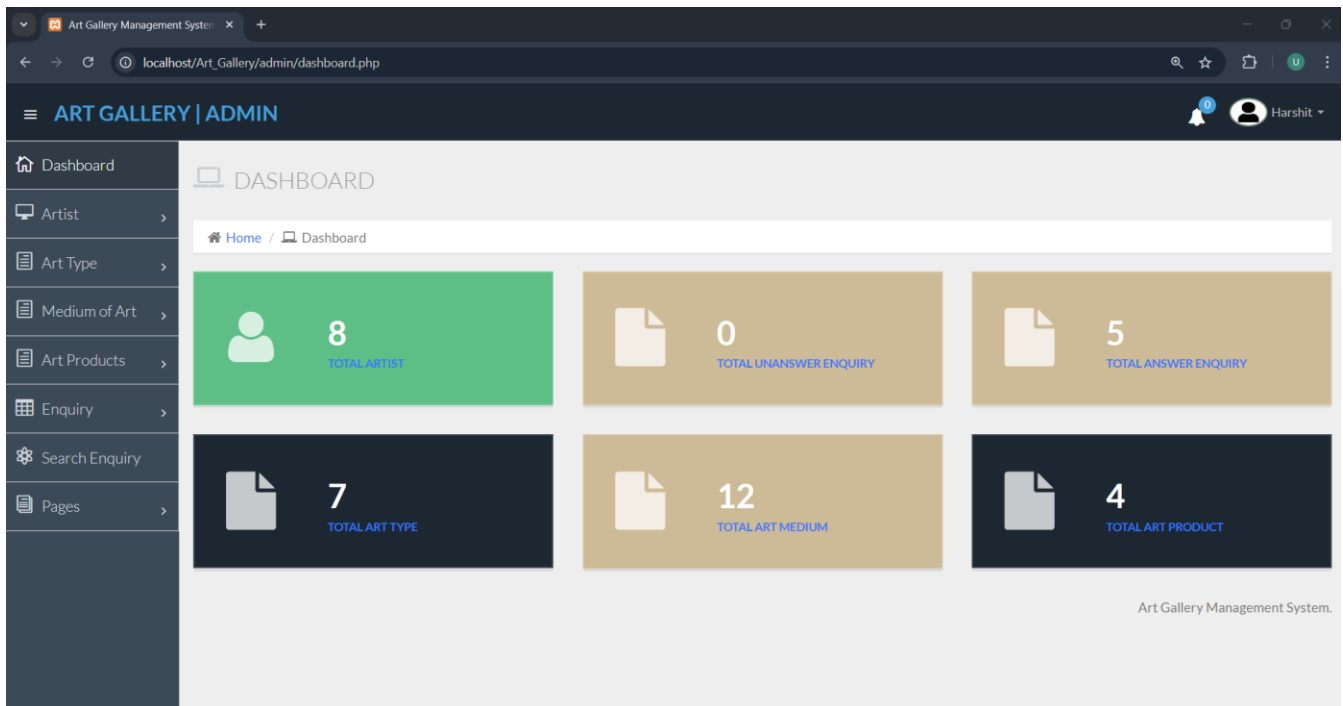 Art Gallery Management System
localhost/Art_Gallery/admin/dashboard.php
U
ART GALLERY | ADMIN
0
Harshit
Dashboard
Artist
Art Type
Medium of Art
Art Products
Enquiry
Search Enquiry
Pages
DASHBOARD
Home / Dashboard
8
TOTAL ARTIST
0
TOTAL UNANSWER ENQUIRY
5
TOTAL ANSWER ENQUIRY
7
TOTAL ART TYPE
12
TOTAL ART MEDIUM
4
TOTAL ART PRODUCT
Art Gallery Management System.